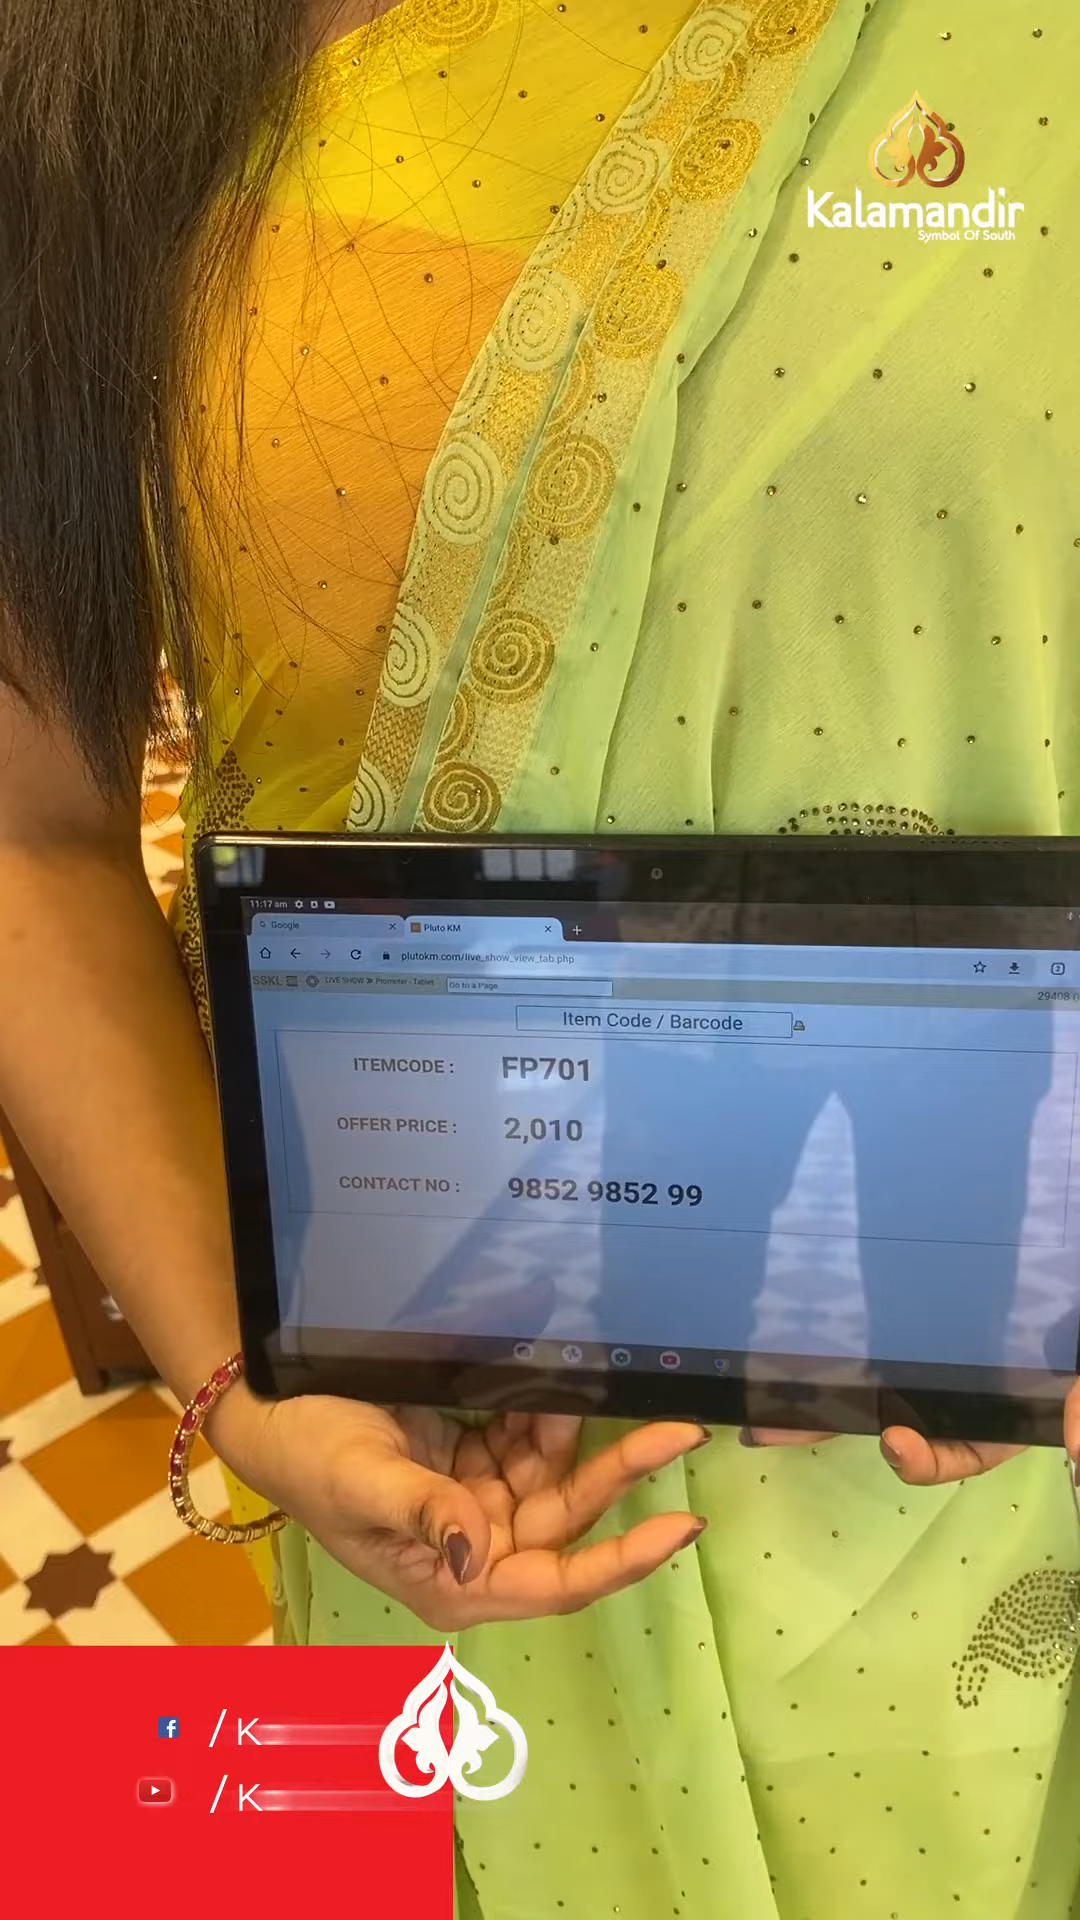 Kalamandir
Symbol Of South
11:17 am
Google
Pluto KM
plutokm.com/live_show_view_tab.php
SSKL
LIVE SHOW ≫ Promoter - Tablet
Go to a Page
29408
Item Code / Barcode
ITEMCODE : FP701
OFFER PRICE : 2,010
CONTACT NO : 9852 9852 99
/ K
/ K